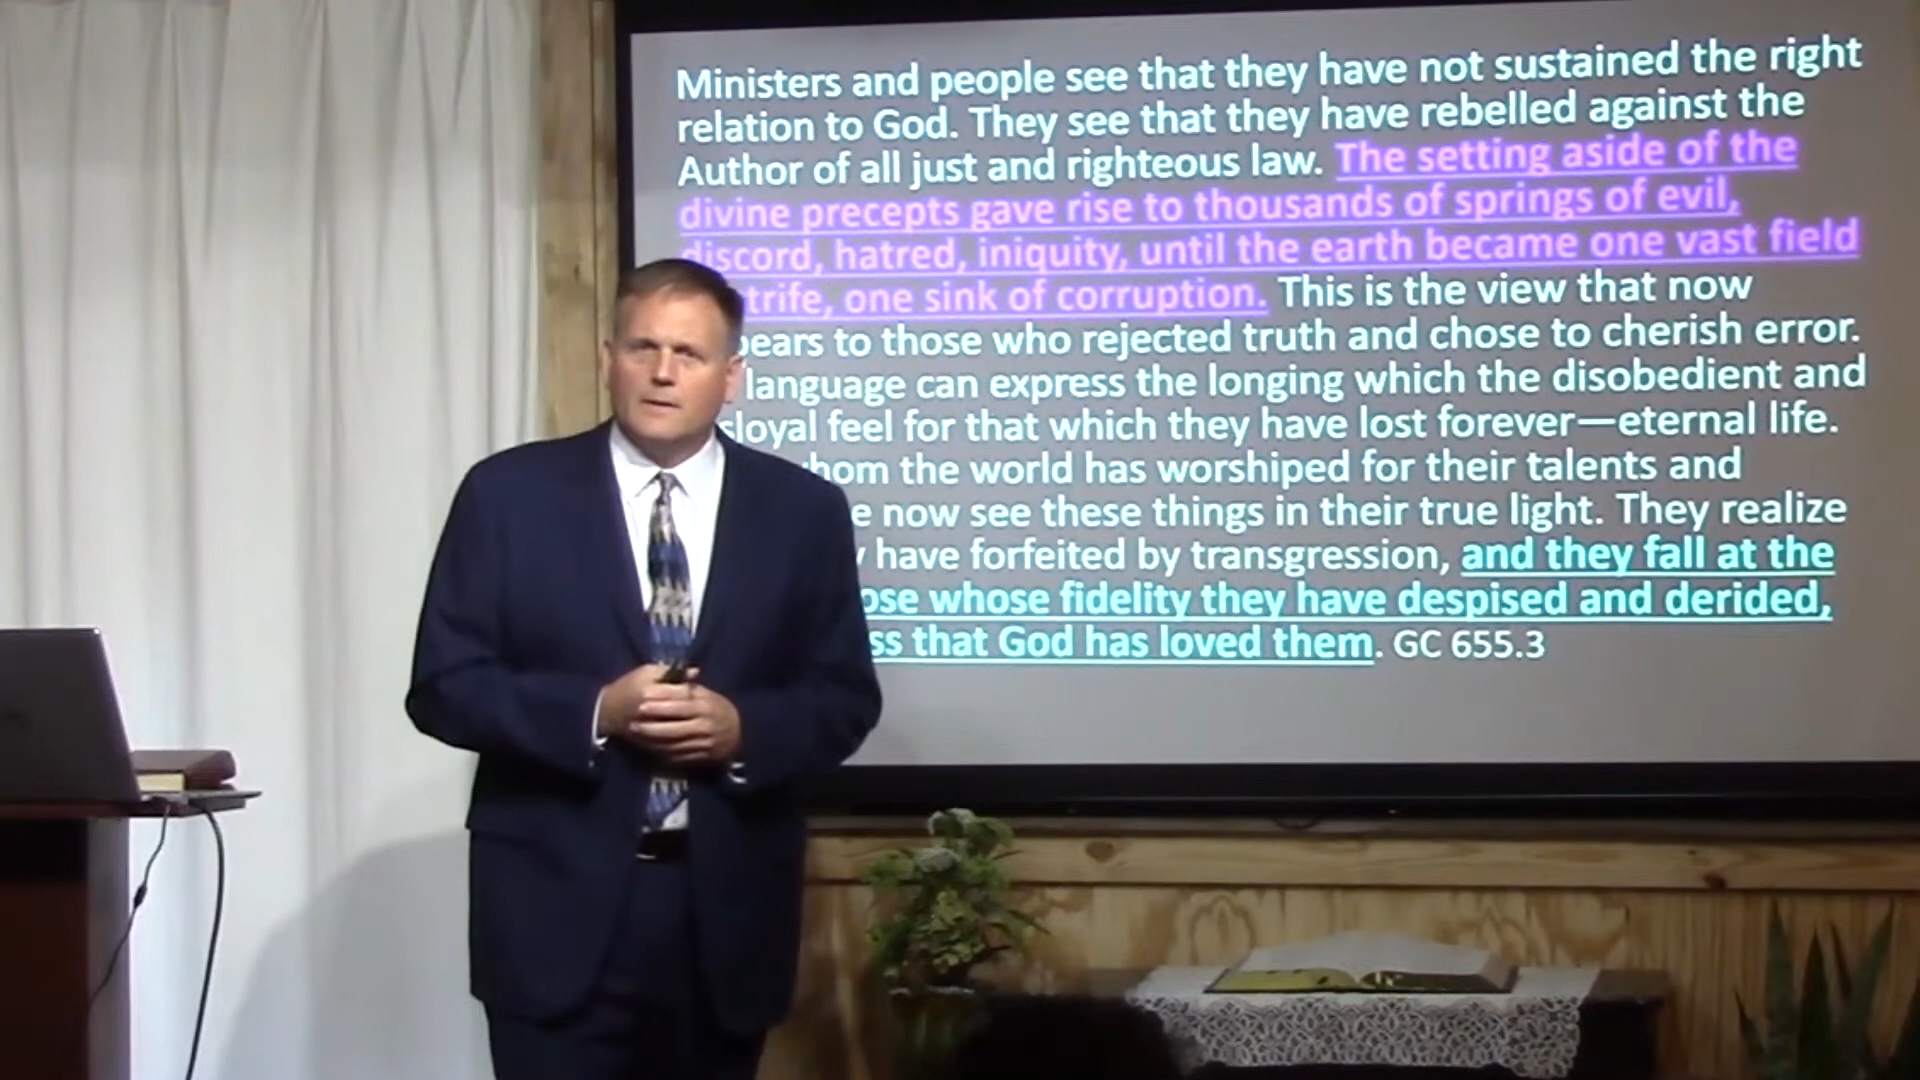 Ministers and people see that they have not sustained the right
relation to God. They see that they have rebelled against the
Author of all just and righteous law. The setting aside of the
divine precepts gave rise to thousands of springs of evil,
discord, hatred, iniquity, until the earth became one vast field
trife, one sink of corruption. This is the view that now
pears to those who rejected truth and chose to cherish error.
language can express the longing which the disobedient and
sloyal feel for that which they have lost forever—eternal life.
hom the world has worshiped for their talents and
e now see these things in their true light. They realize
have forfeited by transgression, and they fall at the
ose whose fidelity they have despised and derided,
ss that God has loved them. GC 655.3